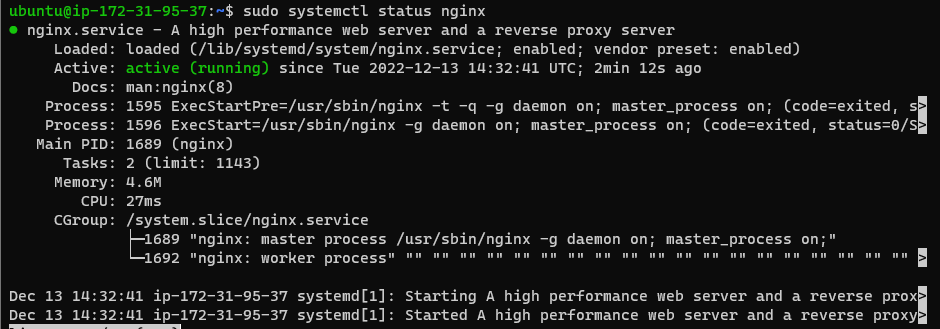 ubuntu@ip-172-31-95-37:~$ sudo systemctl status nginx
● nginx.service - A high performance web server and a reverse proxy server
Loaded: loaded (/lib/systemd/system/nginx.service; enabled; vendor preset: enabled)
Active: active (running) since Tue 2022-12-13 14:32:41 UTC; 2min 12s ago
Docs: man:nginx(8)
Process: 1595 ExecStartPre=/usr/sbin/nginx -t -q -g daemon on; master_process on; (code=exited, s>
Process: 1596 ExecStart=/usr/sbin/nginx -g daemon on; master_process on; (code=exited, status=0/S>
Main PID: 1689 (nginx)
Tasks: 2 (limit: 1143)
Memory: 4.6M
CPU: 27ms
CGroup: /system.slice/nginx.service
├─1689 "nginx: master process /usr/sbin/nginx -g daemon on; master_process on;"
└─1692 "nginx: worker process" "" "" "" "" "" "" "" "" "" "" "" "" "" "" "" "" "" "" "" >
Dec 13 14:32:41 ip-172-31-95-37 systemd[1]: Starting A high performance web server and a reverse prox>
Dec 13 14:32:41 ip-172-31-95-37 systemd[1]: Started A high performance web server and a reverse proxy>